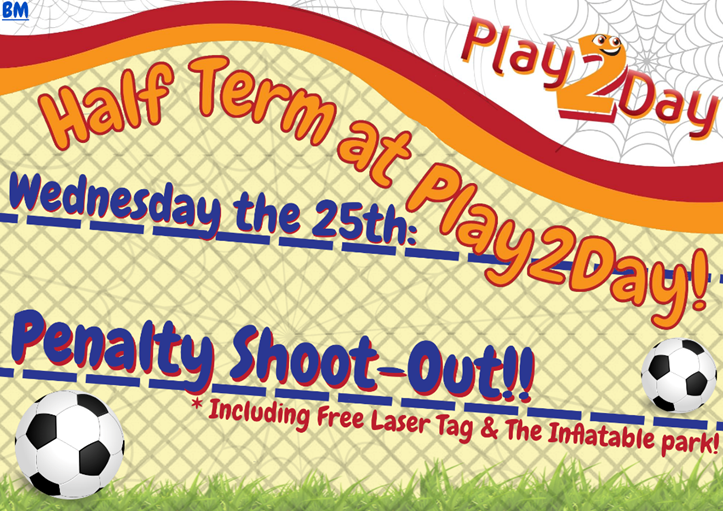 BM
Play2Day
Half Term at Play2Day!
Wednesday the 25th:
Penalty Shoot-Out!!
* Including Free Laser Tag & The Inflatable park!